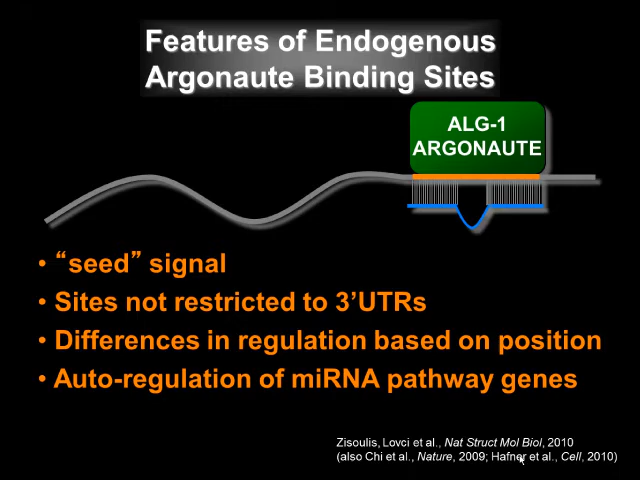 Features of Endogenous
Argonaute Binding Sites
ALG-1
ARGONAUTE
• “seed” signal
• Sites not restricted to 3’UTRs
• Differences in regulation based on position
• Auto-regulation of miRNA pathway genes
Zisoulis, Lovci et al., Nat Struct Mol Biol, 2010
(also Chi et al., Nature, 2009; Hafner et al., Cell, 2010)